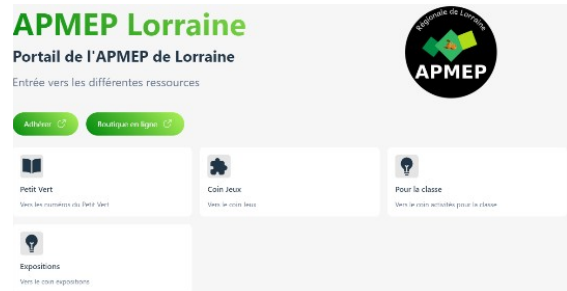 APMEP Lorraine
Portail de l'APMEP de Lorraine
Entrée vers les différentes ressources
Régionale de Lorraine
APMEP
Adhérer
Boutique en ligne
Petit Vert
Vers les numéros du Petit Vert
Coin Jeux
Vers le coin Jeux
Pour la classe
Vers le coin activités pour la classe
Expositions
Vers le coin expositions